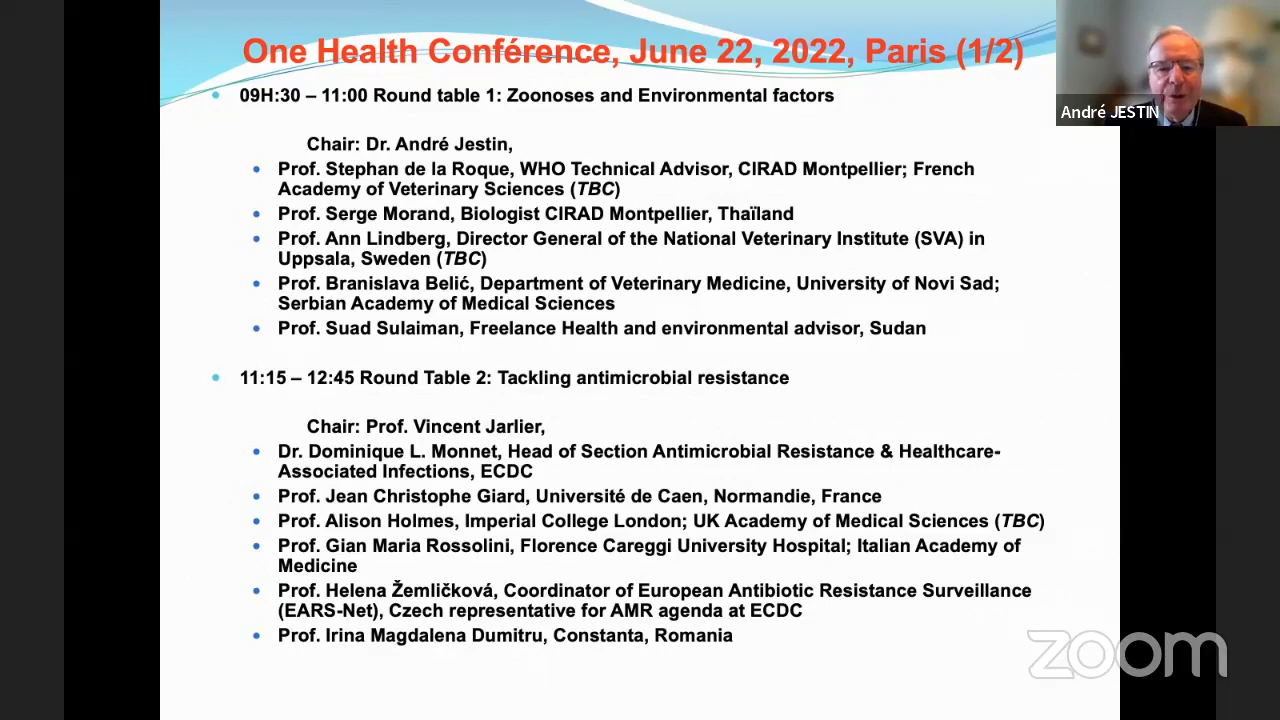 One Health Conférence, June 22, 2022, Paris (1/2)
André JESTIN
09H:30 – 11:00 Round table 1: Zoonoses and Environmental factors
Chair: Dr. André Jestin,
Prof. Stephan de la Roque, WHO Technical Advisor, CIRAD Montpellier; French
Academy of Veterinary Sciences (TBC)
Prof. Serge Morand, Biologist CIRAD Montpellier, Thaïland
Prof. Ann Lindberg, Director General of the National Veterinary Institute (SVA) in
Uppsala, Sweden (TBC)
Prof. Branislava Belić, Department of Veterinary Medicine, University of Novi Sad;
Serbian Academy of Medical Sciences
Prof. Suad Sulaiman, Freelance Health and environmental advisor, Sudan
11:15 – 12:45 Round Table 2: Tackling antimicrobial resistance
Chair: Prof. Vincent Jarlier,
Dr. Dominique L. Monnet, Head of Section Antimicrobial Resistance & Healthcare-
Associated Infections, ECDC
Prof. Jean Christophe Giard, Université de Caen, Normandie, France
Prof. Alison Holmes, Imperial College London; UK Academy of Medical Sciences (TBC)
Prof. Gian Maria Rossolini, Florence Careggi University Hospital; Italian Academy of
Medicine
Prof. Helena Žemličková, Coordinator of European Antibiotic Resistance Surveillance
(EARS-Net), Czech representative for AMR agenda at ECDC
Prof. Irina Magdalena Dumitru, Constanta, Romania
zoom